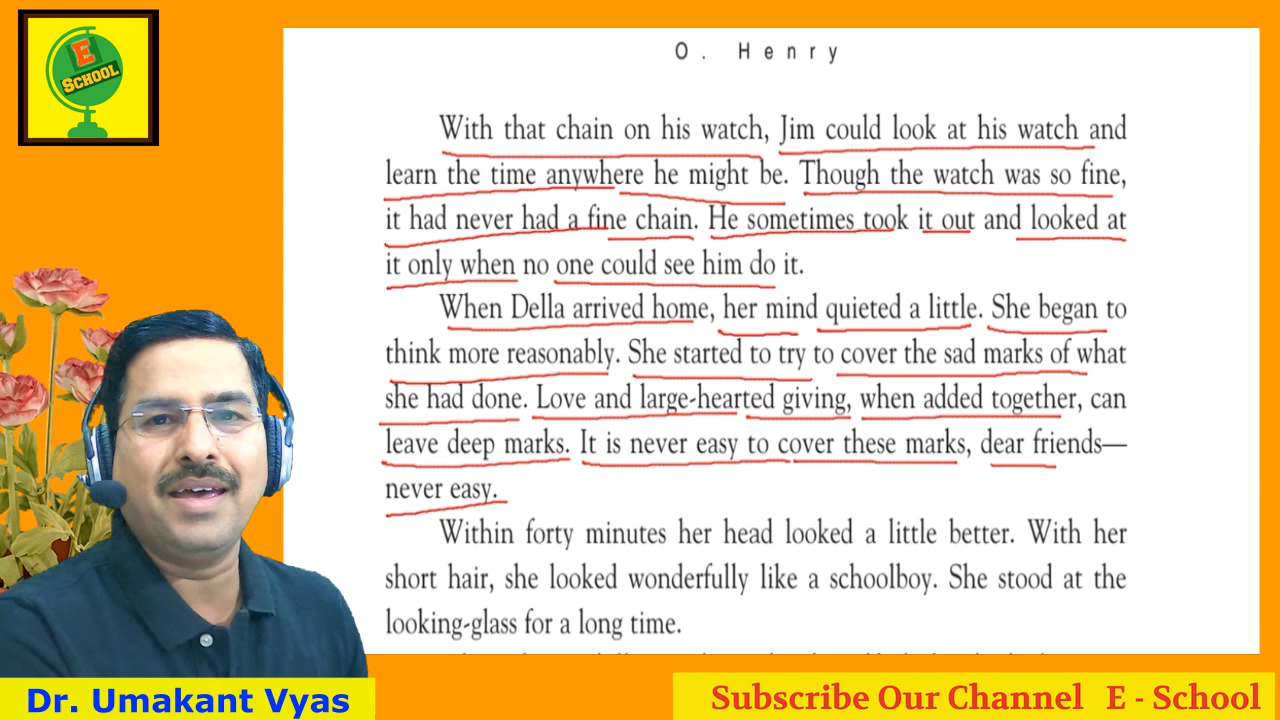 E
SCHOOL
O. Henry
With that chain on his watch, Jim could look at his watch and
learn the time anywhere he might be. Though the watch was so fine,
it had never had a fine chain. He sometimes took it out and looked at
it only when no one could see him do it.
When Della arrived home, her mind quieted a little. She began to
think more reasonably. She started to try to cover the sad marks of what
she had done. Love and large-hearted giving, when added together, can
leave deep marks. It is never easy to cover these marks, dear friends—
never easy.
Within forty minutes her head looked a little better. With her
short hair, she looked wonderfully like a schoolboy. She stood at the
looking-glass for a long time.
Dr. Umakant Vyas
Subscribe Our Channel E - School